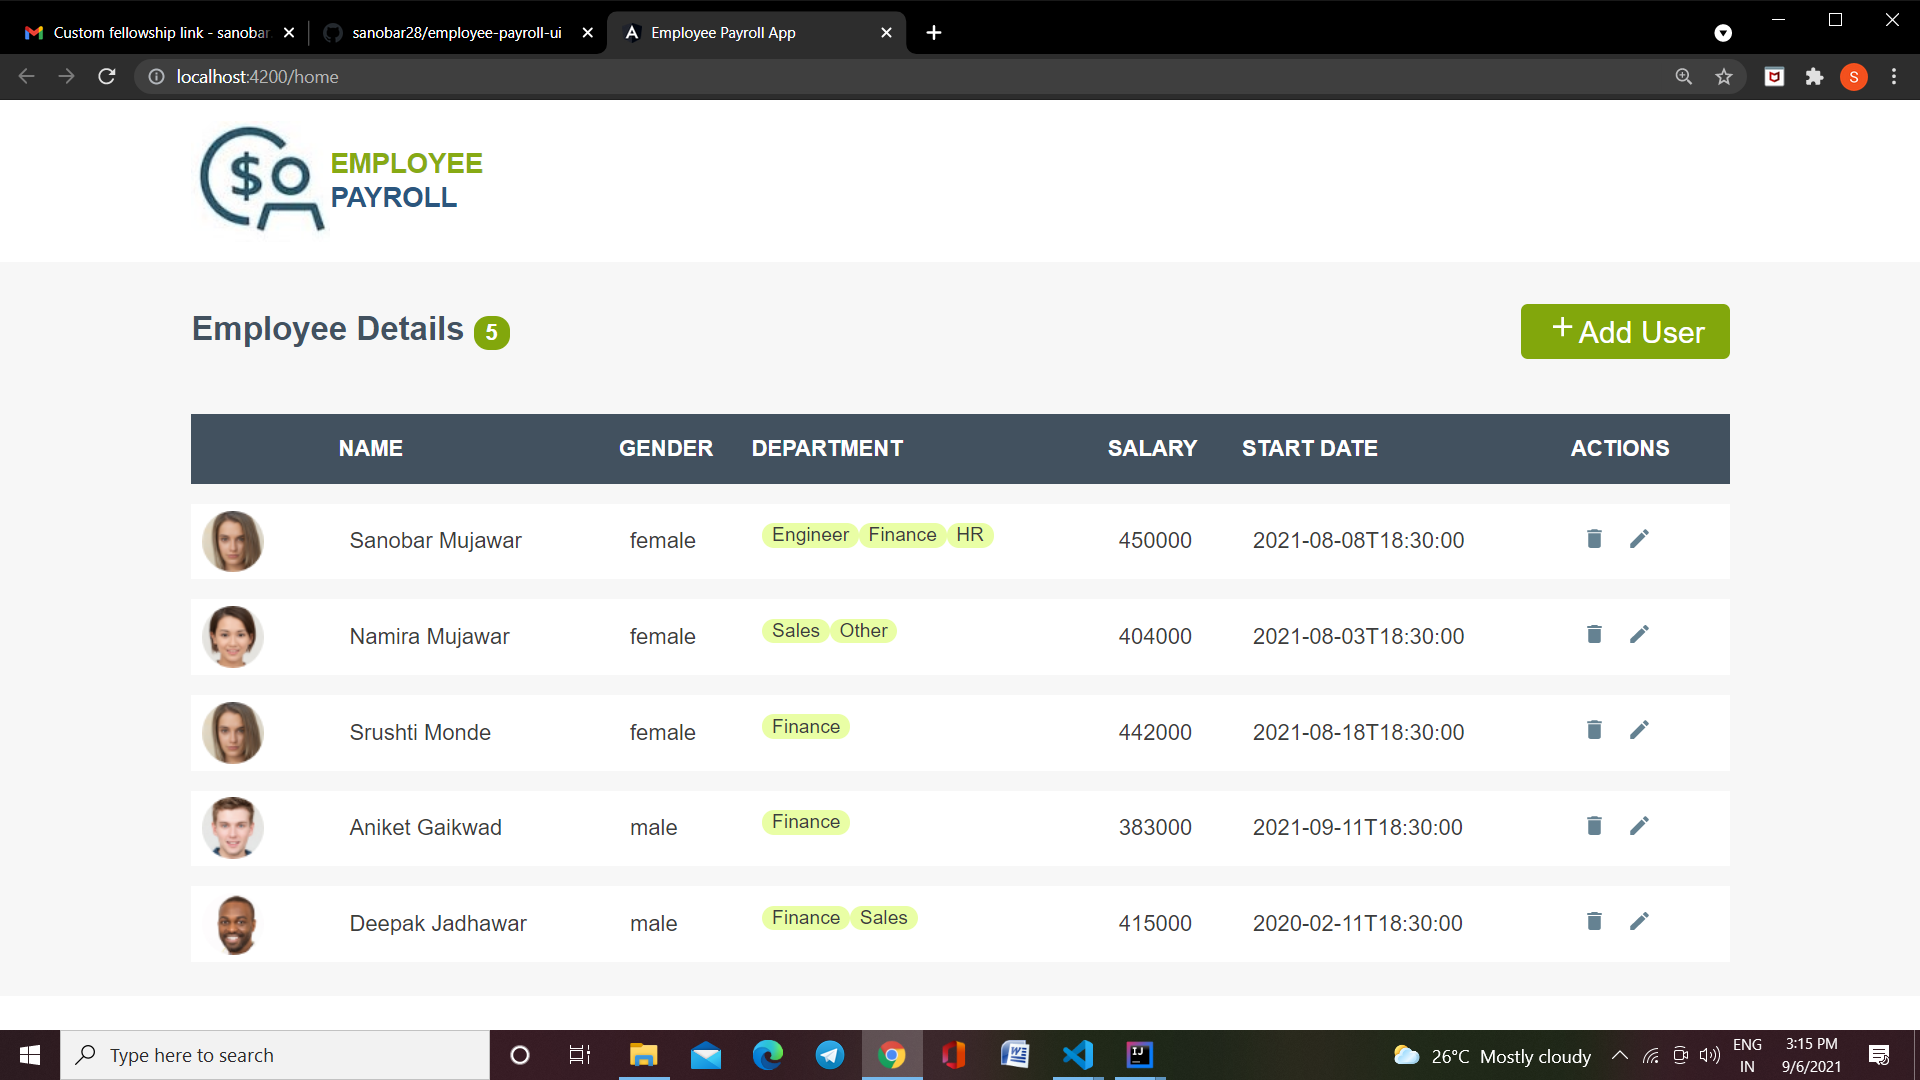 Custom fellowship link - sanobar
sanobar28/employee-payroll-ui
Employee Payroll App
localhost:4200/home
S
EMPLOYEE
PAYROLL
Employee Details 5
+ Add User
NAME GENDER DEPARTMENT SALARY START DATE ACTIONS
Sanobar Mujawar female Engineer Finance HR 450000 2021-08-08T18:30:00
Namira Mujawar female Sales Other 404000 2021-08-03T18:30:00
Srushti Monde female Finance 442000 2021-08-18T18:30:00
Aniket Gaikwad male Finance 383000 2021-09-11T18:30:00
Deepak Jadhawar male Finance Sales 415000 2020-02-11T18:30:00
Type here to search
26°C Mostly cloudy
ENG
IN
3:15 PM
9/6/2021